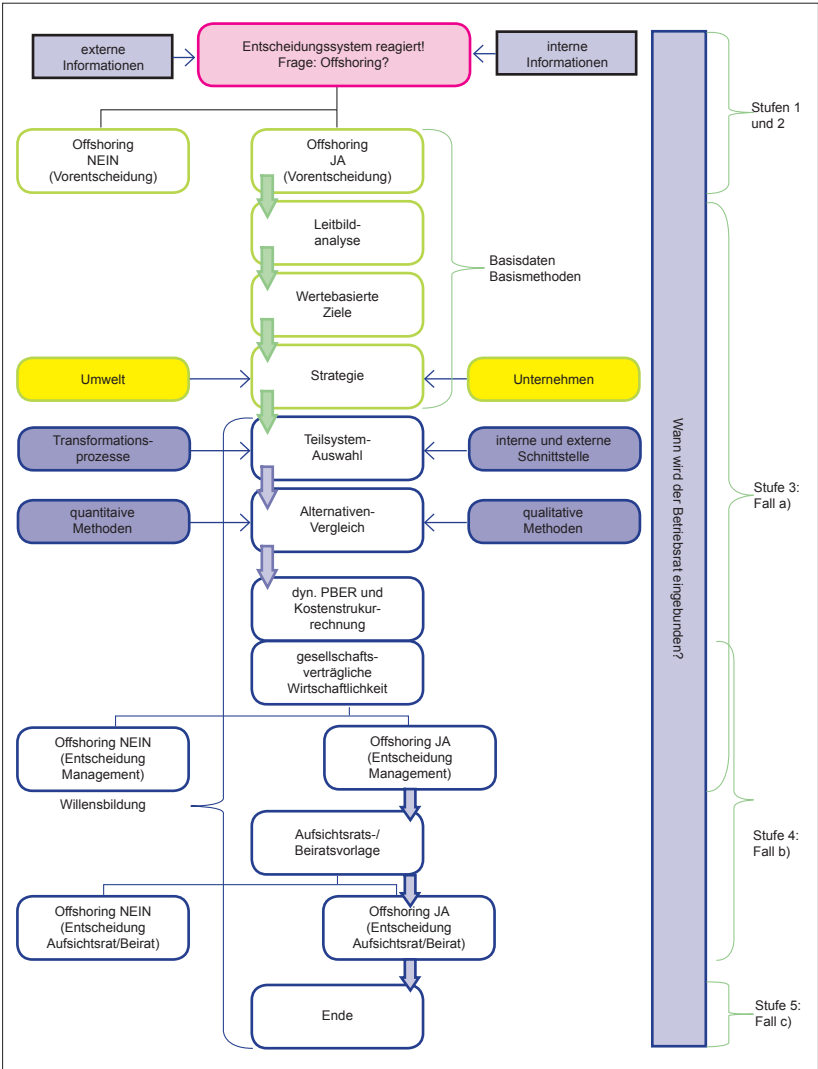 externe
Informationen
Entscheidungssystem reagiert!
Frage: Offshoring?
interne
Informationen
Stufen 1
und 2
Offshoring
NEIN
(Vorentscheidung)
Offshoring
JA
(Vorentscheidung)
Leitbild-
analyse
Basisdaten
Basismethoden
Wertebasierte
Ziele
Umwelt
Strategie
Unternehmen
Transformations-
prozesse
Teilsystem-
Auswahl
interne und externe
Schnittstelle
Wann wird der Betriebsrat eingebunden?
Stufe 3:
Fall a)
quantitaive
Methoden
Alternativen-
Vergleich
qualitative
Methoden
dyn. PBER und
Kostenstrukur-
rechnung
gesellschafts-
verträgliche
Wirtschaftlichkeit
Offshoring NEIN
(Entscheidung
Management)
Offshoring JA
(Entscheidung
Management)
Willensbildung
Aufsichtsrats-/
Beiratsvorlage
Stufe 4:
Fall b)
Offshoring NEIN
(Entscheidung
Aufsichtsrat/Beirat)
Offshoring JA
(Entscheidung
Aufsichtsrat/Beirat)
Ende
Stufe 5:
Fall c)